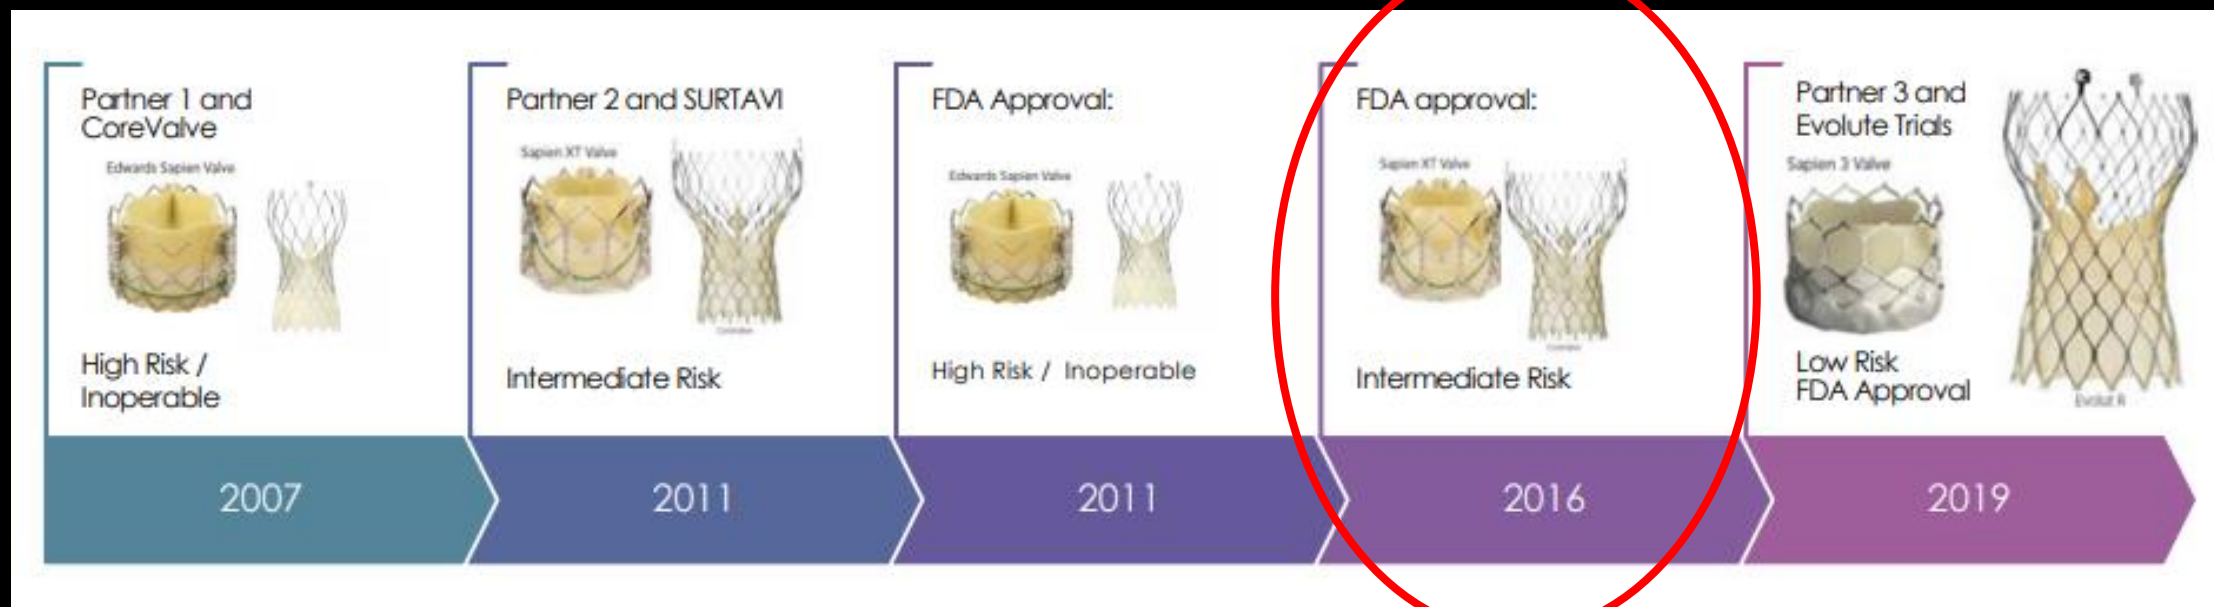 Partner 1 and
CoreValve
Edwards Sapien Valve
High Risk /
Inoperable
2007
Partner 2 and SURTAVI
Sapien XT Valve
Intermediate Risk
2011
FDA Approval:
Edwards Sapien Valve
High Risk / Inoperable
2011
FDA approval:
Sapien XT Valve
Intermediate Risk
2016
Partner 3 and
Evolute Trials
Sapien 3 Valve
Low Risk
FDA Approval
Evolut R
2019